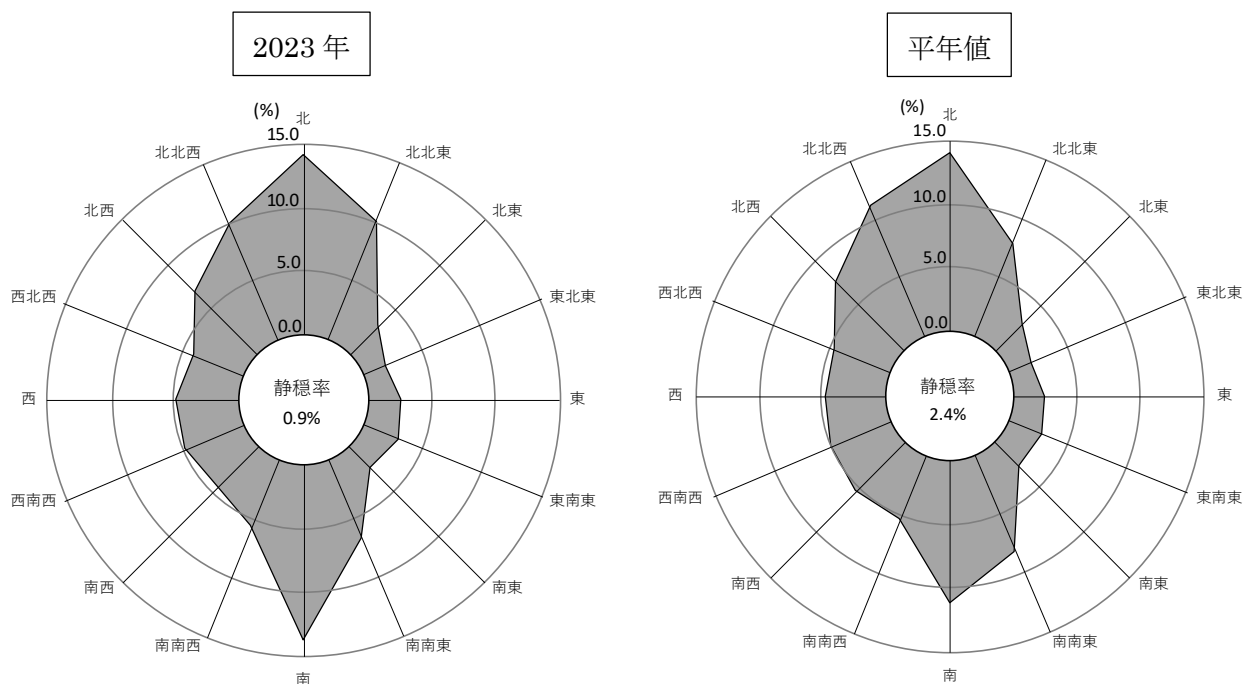 2023 年
(%)
北
15.0
北北西
北北東
10.0
北西
北東
5.0
西北西
東北東
0.0
静穏率
0.9%
西
東
西南西
東南東
南西
南東
南南西
南南東
南
平年値
(%)
北
15.0
北北西
北北東
10.0
北西
北東
5.0
西北西
東北東
0.0
静穏率
2.4%
西
東
西南西
東南東
南西
南東
南南西
南南東
南